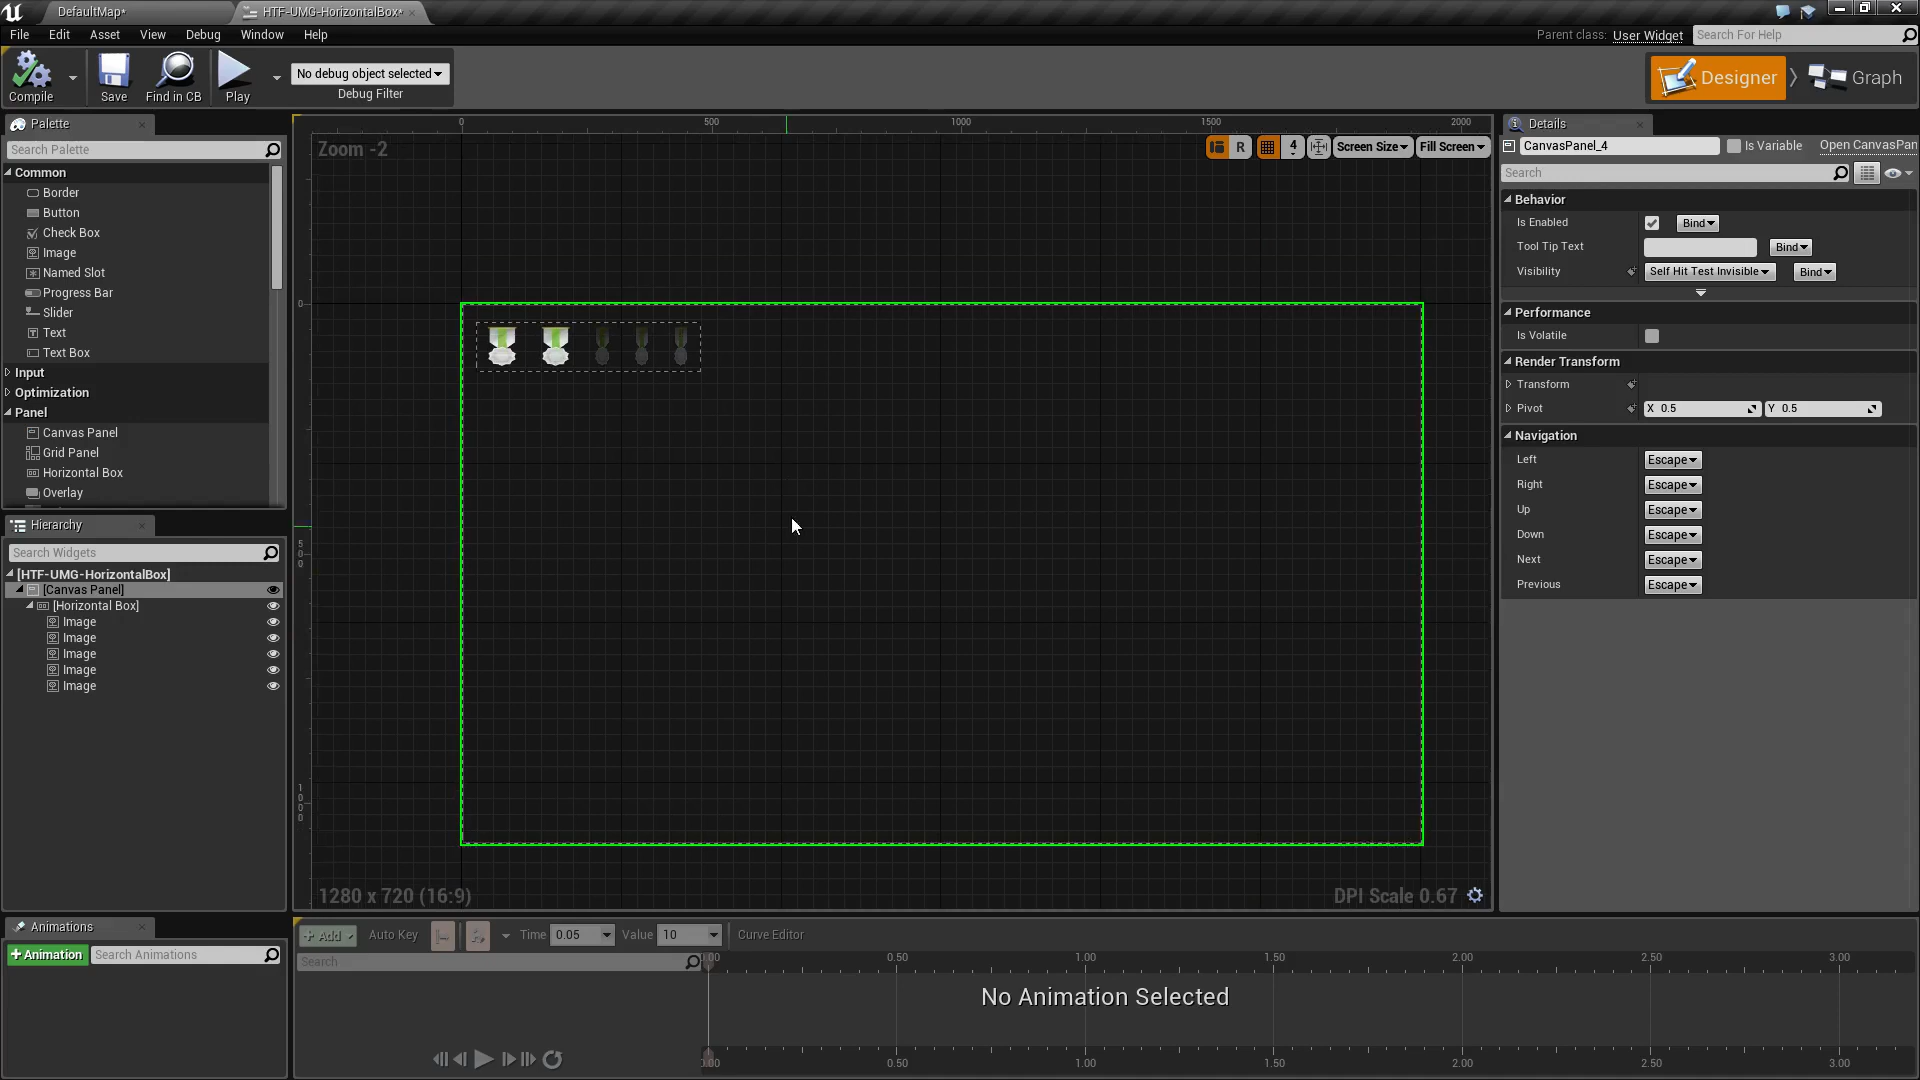 DefaultMap*
HTF-UMG-HorizontalBox*
File Edit Asset View Debug Window Help
Parent class: User Widget
Search For Help
Compile
Save
Find in CB
Play
No debug object selected
Debug Filter
Designer
Graph
Palette
Search Palette
Common
Border
Button
Check Box
Image
Named Slot
Progress Bar
Slider
Text
Text Box
Input
Optimization
Panel
Canvas Panel
Grid Panel
Horizontal Box
Overlay
Hierarchy
Search Widgets
[HTF-UMG-HorizontalBox]
[Canvas Panel]
[Horizontal Box]
Image
Image
Image
Image
Image
0 500 1000 1500 2000
Zoom -2
R
4
Screen Size
Fill Screen
0
500
1000
1280 x 720 (16:9)
DPI Scale 0.67
Details
CanvasPanel_4
Is Variable
Open CanvasPan
Search
Behavior
Is Enabled
Bind
Tool Tip Text
Bind
Visibility
Self Hit Test Invisible
Bind
Performance
Is Volatile
Render Transform
Transform
Pivot
X 0.5
Y 0.5
Navigation
Left Escape
Right Escape
Up Escape
Down Escape
Next Escape
Previous Escape
Animations
+Animation
Search Animations
+ Add
Auto Key
Time 0.05
Value 10
Curve Editor
Search
0.00 0.50 1.00 1.50 2.00 2.50 3.00
No Animation Selected
0.00 0.50 1.00 1.50 2.00 2.50 3.00